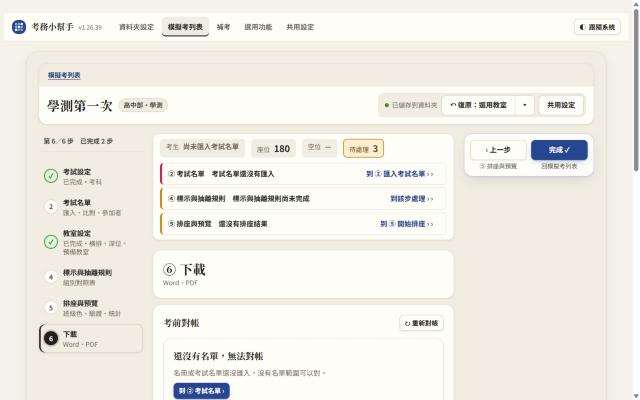 考務小幫手 v1.26.39 資料夾設定 模擬考列表 補考 選用功能 共用設定 跟隨系統
模擬考列表
學測第一次 高中部・學測 已儲存到資料夾 復原：選用教室 共用設定
第 6／6 步 已完成 2 步
考試設定
已完成・考科
2 考試名單
匯入、比對、參加者
教室設定
已完成・橫排、深位、
預備教室
4 標示與抽離規則
組別對照表
5 排座與預覽
班級色、驗證、統計
6 下載
Word、PDF
考生 尚未匯入考試名單 座位 180 空位 — 待處理 3
② 考試名單 考試名單還沒有匯入 到 ② 匯入考試名單 ››
④ 標示與抽離規則 標示與抽離規則尚未完成 到該步處理 ››
⑤ 排座與預覽 還沒有排座結果 到 ⑤ 開始排座 ››
⑥ 下載
Word、PDF
考前對帳 ↻ 重新對帳
還沒有名單，無法對帳
名冊或考試名單還沒匯入，沒有名單範圍可以對。
到 ② 考試名單 ›
‹ 上一步 完成 ✓
⑤ 排座與預覽 回模擬考列表